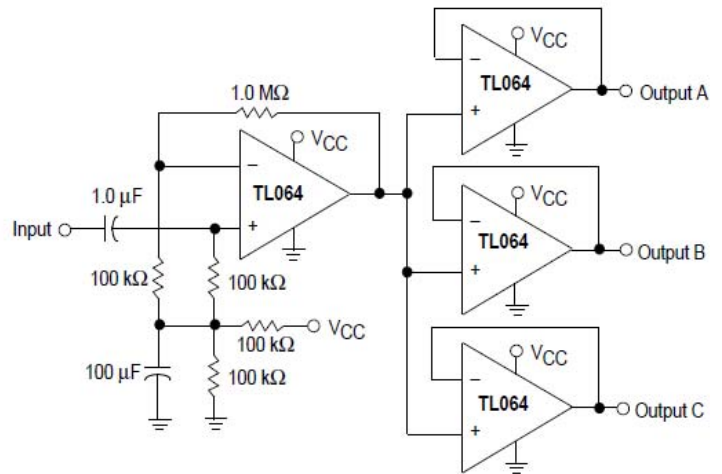 VCC
−
TL064
+
Output A
1.0 MΩ
VCC
−
TL064
+
1.0 µF
Input
100 kΩ
100 kΩ
VCC
100 kΩ
100 µF
100 kΩ
VCC
−
TL064
+
Output B
VCC
−
TL064
+
Output C